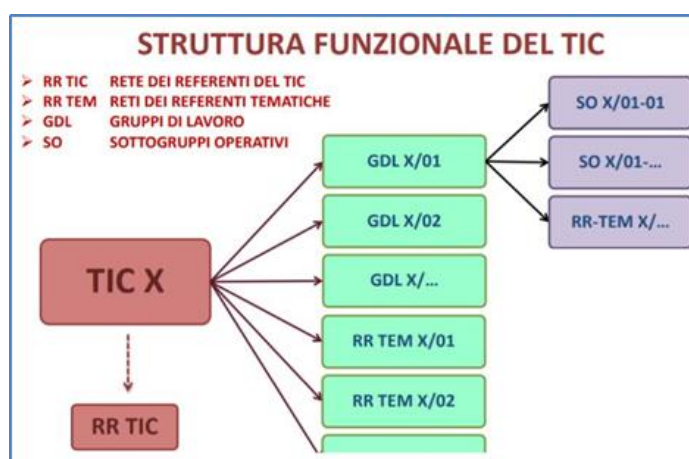 STRUTTURA FUNZIONALE DEL TIC
RR TIC RETE DEI REFERENTI DEL TIC
RR TEM RETI DEI REFERENTI TEMATICHE
GDL GRUPPI DI LAVORO
SO SOTTOGRUPPI OPERATIVI
TIC X
RR TIC
GDL X/01
GDL X/02
GDL X/...
RR TEM X/01
RR TEM X/02
SO X/01-01
SO X/01-...
RR-TEM X/...